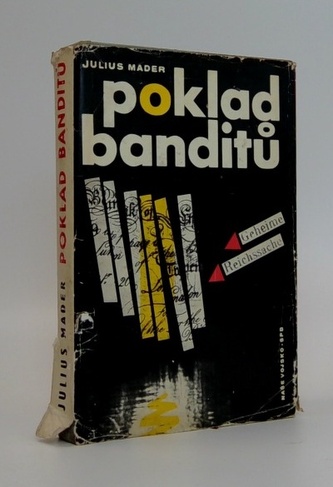 JULIUS MADER
poklad
banditů
Geheime
Reichssache
NAŠE VOJSKO - SPB
JULIUS MADER POKLAD BANDITŮ